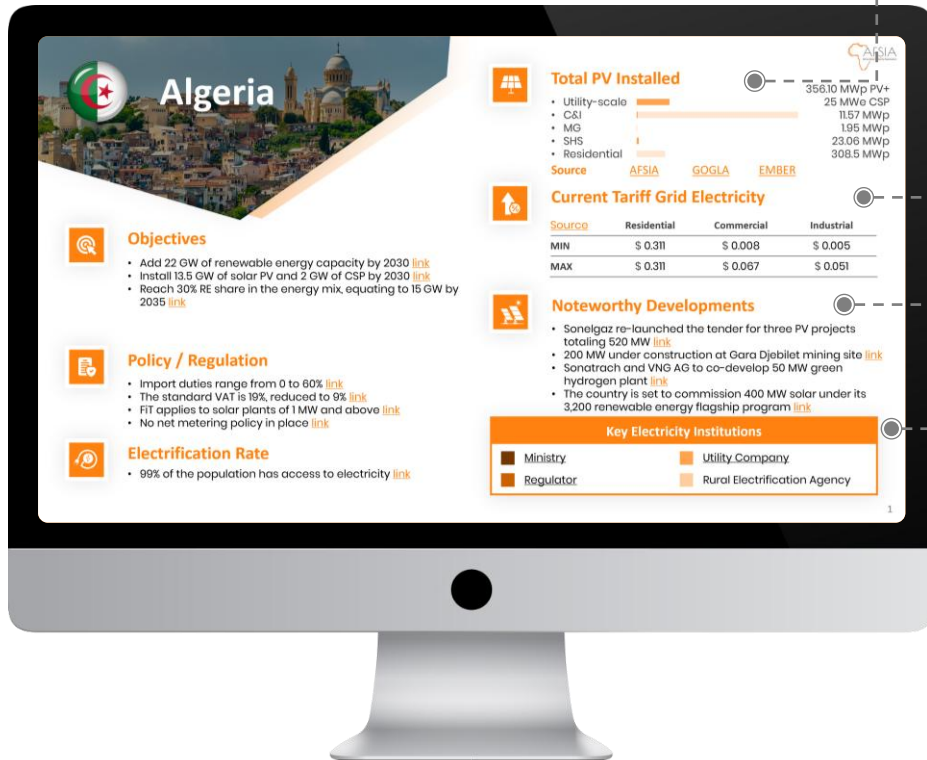 Algeria
Objectives
• Add 22 GW of renewable energy capacity by 2030 link
• Install 13.5 GW of solar PV and 2 GW of CSP by 2030 link
• Reach 30% RE share in the energy mix, equating to 15 GW by
2035 link
Policy / Regulation
• Import duties range from 0 to 60% link
• The standard VAT is 19%, reduced to 9% link
• FiT applies to solar plants of 1 MW and above link
• No net metering policy in place link
Electrification Rate
• 99% of the population has access to electricity link
AFSIA
Total PV Installed
356.10 MWp PV+
• Utility-scale 25 MWe CSP
• C&I 11.57 MWp
• MG 1.95 MWp
• SHS 23.06 MWp
• Residential 308.5 MWp
Source AFSIA GOGLA EMBER
Current Tariff Grid Electricity
Source Residential Commercial Industrial
MIN $ 0.311 $ 0.008 $ 0.005
MAX $ 0.311 $ 0.067 $ 0.051
Noteworthy Developments
• Sonelgaz re-launched the tender for three PV projects
totaling 520 MW link
• 200 MW under construction at Gara Djebilet mining site link
• Sonatrach and VNG AG to co-develop 50 MW green
hydrogen plant link
• The country is set to commission 400 MW solar under its
3,200 renewable energy flagship program link
Key Electricity Institutions
Ministry Utility Company
Regulator Rural Electrification Agency
1